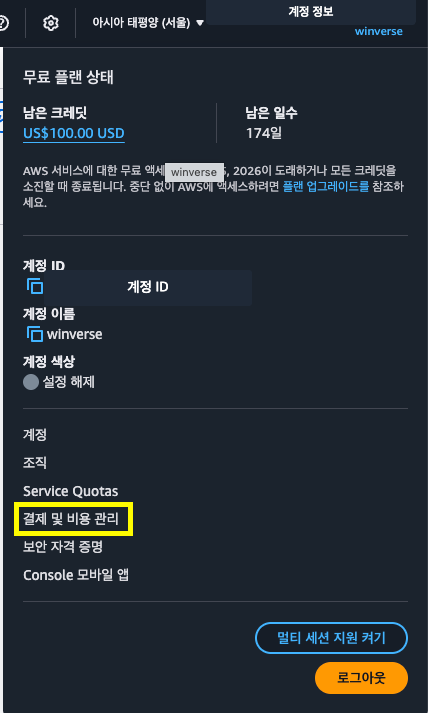 계정 정보
아시아 태평양 (서울) ▼
winverse
무료 플랜 상태
남은 크레딧
남은 일수
US$100.00 USD
174일
AWS 서비스에 대한 무료 액세 winverse, 2026이 도래하거나 모든 크레딧을
소진할 때 종료됩니다. 중단 없이 AWS에 액세스하려면 플랜 업그레이드를 참조하
세요.
계정 ID
계정 ID
계정 이름
winverse
계정 색상
설정 해제
계정
조직
Service Quotas
결제 및 비용 관리
보안 자격 증명
Console 모바일 앱
멀티 세션 지원 켜기
로그아웃